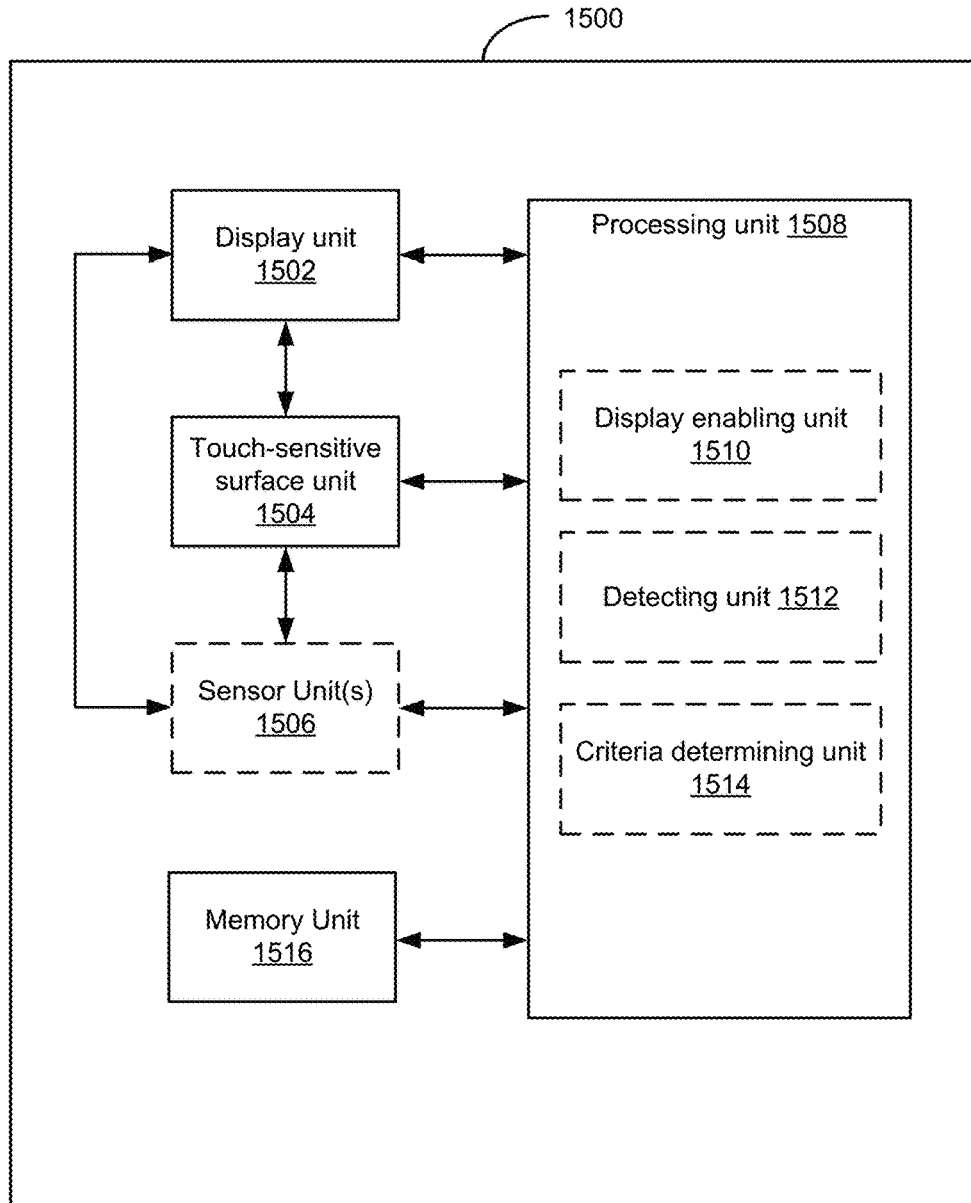 1500
Display unit
1502
Processing unit 1508
Display enabling unit
1510
Touch-sensitive
surface unit
1504
Detecting unit 1512
Sensor Unit(s)
1506
Criteria determining unit
1514
Memory Unit
1516